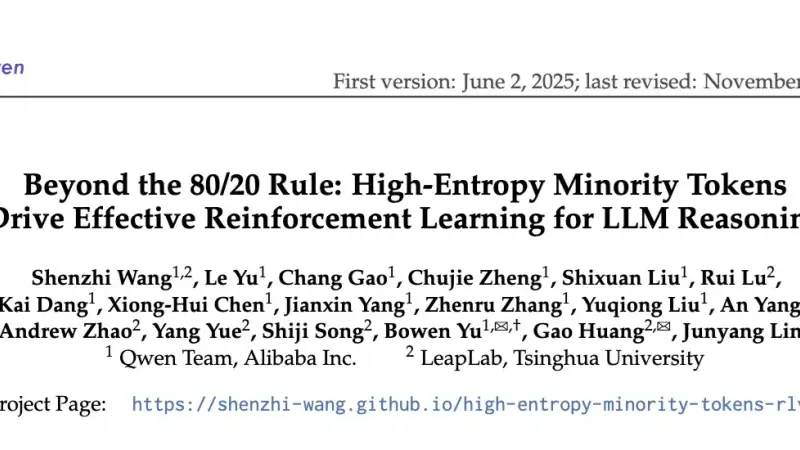 en
First version: June 2, 2025; last revised: November
Beyond the 80/20 Rule: High-Entropy Minority Tokens
Drive Effective Reinforcement Learning for LLM Reasonin
Shenzhi Wang1,2, Le Yu1, Chang Gao1, Chujie Zheng1, Shixuan Liu1, Rui Lu2,
Kai Dang1, Xiong-Hui Chen1, Jianxin Yang1, Zhenru Zhang1, Yuqiong Liu1, An Yang
Andrew Zhao2, Yang Yue2, Shiji Song2, Bowen Yu1,✉,†, Gao Huang2,✉, Junyang Lin
1 Qwen Team, Alibaba Inc. 2 LeapLab, Tsinghua University
roject Page: https://shenzhi-wang.github.io/high-entropy-minority-tokens-rlv